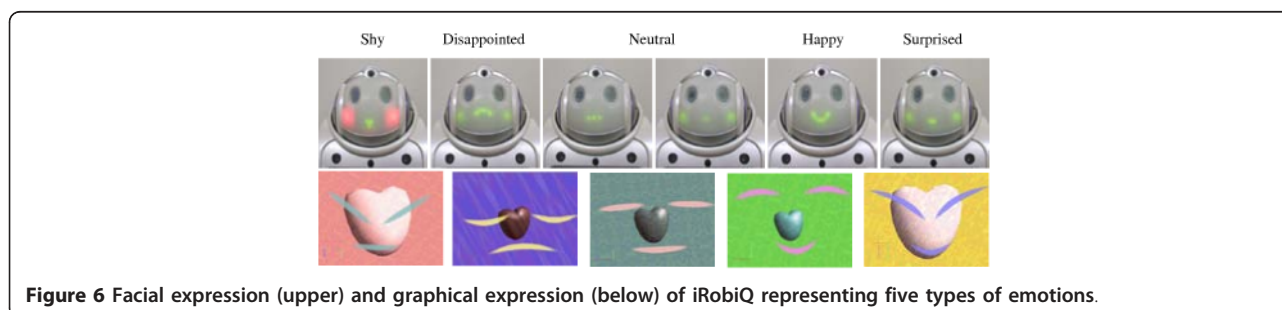 Shy Disappointed Neutral Happy Surprised
Figure 6 Facial expression (upper) and graphical expression (below) of iRobiQ representing five types of emotions.